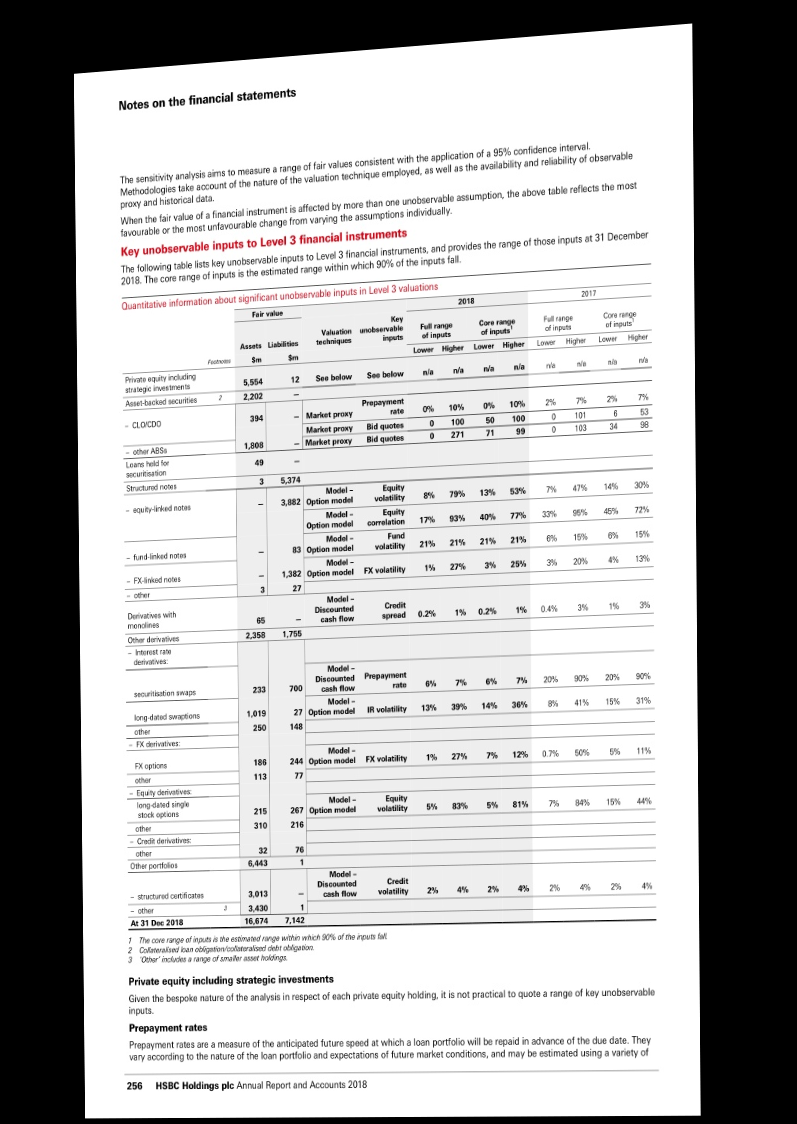 Notes on the financial statements
The sensitivity analysis aims to measure a range of fair values consistent with the application of a 95% confidence interval.
Methodologies take account of the nature of the valuation technique employed, as well as the availability and reliability of observable
proxy and historical data.
When the fair value of a financial instrument is affected by more than one unobservable assumption, the above table reflects the most
favourable or the most unfavourable change from varying the assumptions individually.
Key unobservable inputs to Level 3 financial instruments
The following table lists key unobservable inputs to Level 3 financial instruments, and provides the range of those inputs at 31 December
2018. The core range of inputs is the estimated range within which 90% of the inputs fall.
Quantitative information about significant unobservable inputs in Level 3 valuations
Fair value 2018 2017
Valuation techniques Key unobservable inputs Full range of inputs Core range of inputs1 Full range of inputs Core range of inputs1
Assets Liabilities Lower Higher Lower Higher Lower Higher Lower Higher
Footnotes $m $m
Private equity including
strategic investments 5,554 12 See below See below n/a n/a n/a n/a n/a n/a n/a n/a
Asset-backed securities 2 2,202 –
– CLO/CDO 394 – Market proxy Prepayment rate 0% 10% 0% 10% 2% 7% 2% 7%
Market proxy Bid quotes 0 100 50 100 0 101 6 53
– other ABSs 1,808 – Market proxy Bid quotes 0 271 71 99 0 103 34 98
Loans held for
securitisation 49 –
Structured notes 3 5,374
– equity-linked notes – 3,882 Model – Option model Equity volatility 8% 79% 13% 53% 7% 47% 14% 30%
Model – Option model Equity correlation 17% 93% 40% 77% 33% 95% 45% 72%
– fund-linked notes – 83 Model – Option model Fund volatility 21% 21% 21% 21% 6% 15% 6% 15%
– FX-linked notes – 1,382 Model – Option model FX volatility 1% 27% 3% 25% 3% 20% 4% 13%
– other 3 27
Derivatives with
monolines 65 – Model – Discounted cash flow Credit spread 0.2% 1% 0.2% 1% 0.4% 3% 1% 3%
Other derivatives 2,358 1,755
– Interest rate
derivatives:
securitisation swaps 233 700 Model – Discounted cash flow Prepayment rate 6% 7% 6% 7% 20% 90% 20% 90%
long-dated swaptions 1,019 27 Model – Option model IR volatility 13% 39% 14% 36% 8% 41% 15% 31%
other 250 148
– FX derivatives:
FX options 186 244 Model – Option model FX volatility 1% 27% 7% 12% 0.7% 50% 5% 11%
other 113 77
– Equity derivatives:
long-dated single
stock options 215 267 Model – Option model Equity volatility 5% 83% 5% 81% 7% 84% 15% 44%
other 310 216
– Credit derivatives:
other 32 76
Other portfolios 6,443 1
– structured certificates 3,013 – Model – Discounted cash flow Credit volatility 2% 4% 2% 4% 2% 4% 2% 4%
– other 3 3,430 1
At 31 Dec 2018 16,674 7,142
1 The core range of inputs is the estimated range within which 90% of the inputs fall.
2 Collateralised loan obligation/collateralised debt obligation.
3 'Other' includes a range of smaller asset holdings.
Private equity including strategic investments
Given the bespoke nature of the analysis in respect of each private equity holding, it is not practical to quote a range of key unobservable
inputs.
Prepayment rates
Prepayment rates are a measure of the anticipated future speed at which a loan portfolio will be repaid in advance of the due date. They
vary according to the nature of the loan portfolio and expectations of future market conditions, and may be estimated using a variety of
256 HSBC Holdings plc Annual Report and Accounts 2018